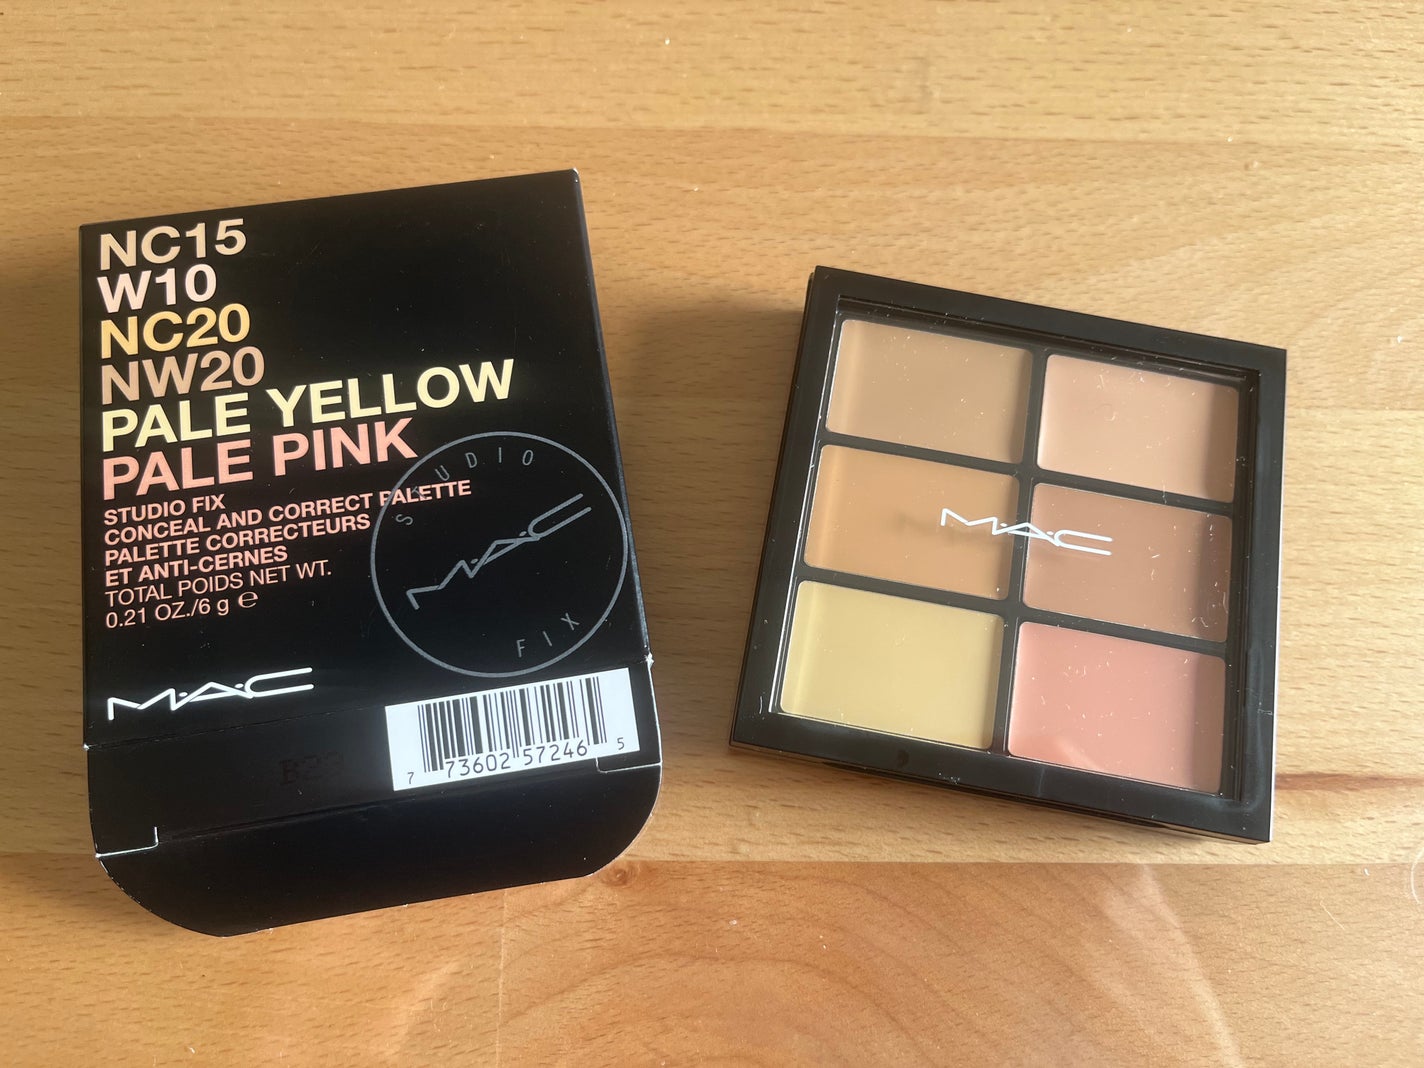 NC15
W10
NC20
NW20
PALE YELLOW
PALE PINK
STUDIO FIX
CONCEAL AND CORRECT PALETTE
PALETTE CORRECTEURS
ET ANTI-CERNES
TOTAL POIDS NET WT.
0.21 OZ./6 g ℮
STUDIO
M·A·C
FIX
M·A·C
7 73602 57246 5
M·A·C